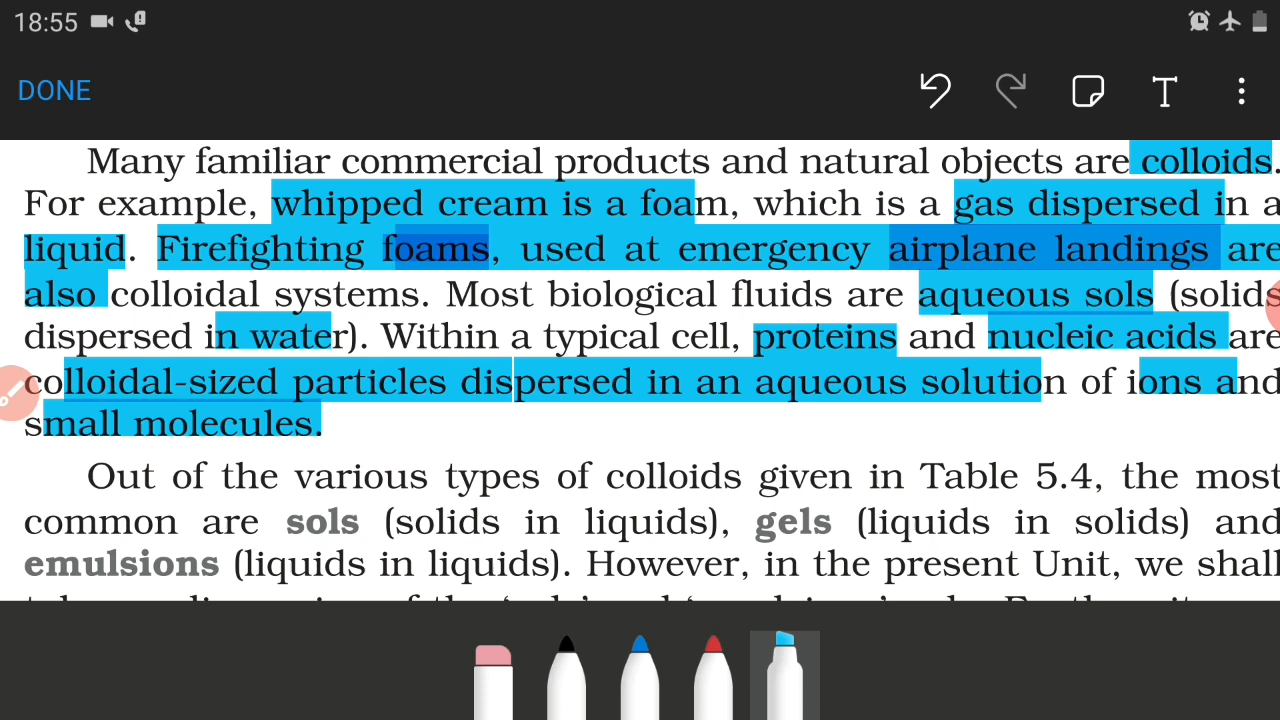 18:55
DONE
T
Many familiar commercial products and natural objects are colloids.
For example, whipped cream is a foam, which is a gas dispersed in a
liquid. Firefighting foams, used at emergency airplane landings are
also colloidal systems. Most biological fluids are aqueous sols (solids
dispersed in water). Within a typical cell, proteins and nucleic acids are
colloidal-sized particles dispersed in an aqueous solution of ions and
small molecules.
Out of the various types of colloids given in Table 5.4, the most
common are sols (solids in liquids), gels (liquids in solids) and
emulsions (liquids in liquids). However, in the present Unit, we shall